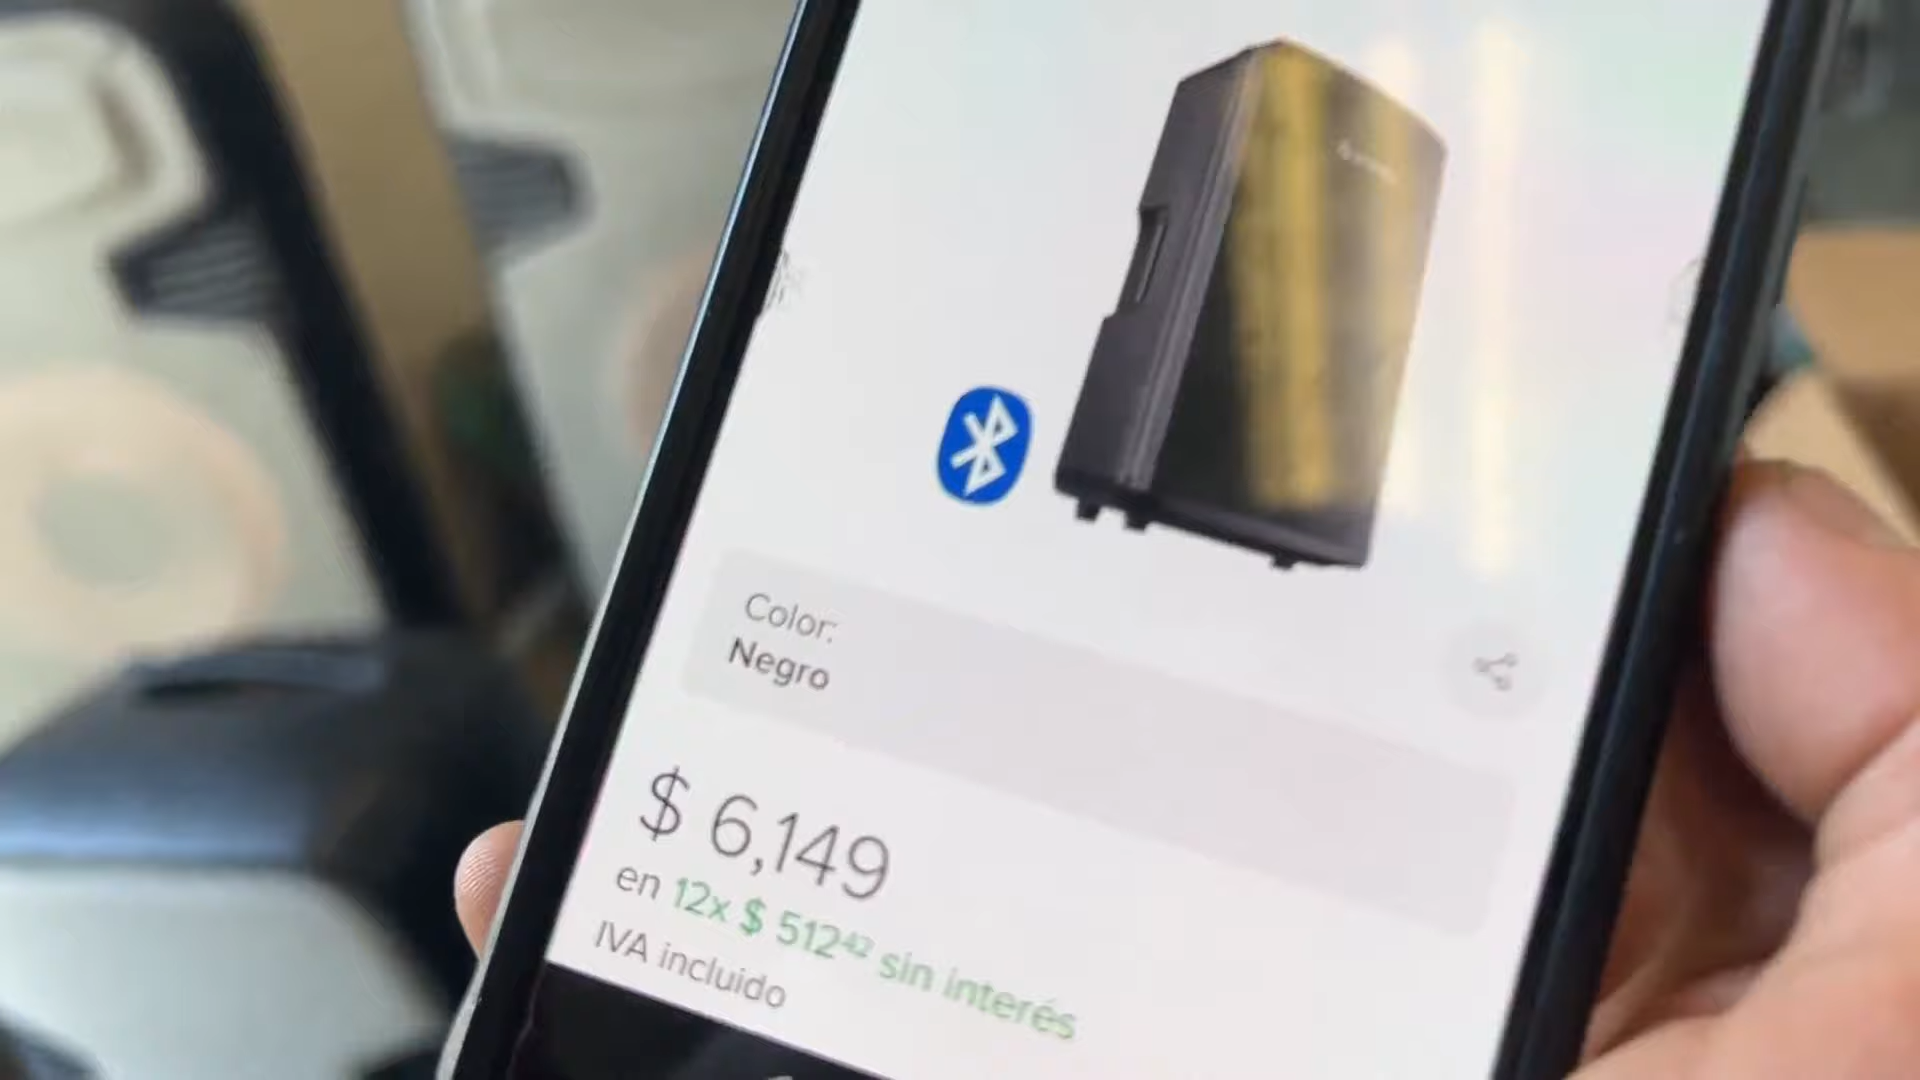 Color:
Negro
$ 6,149
en 12x $ 512⁴² sin interés
IVA incluido